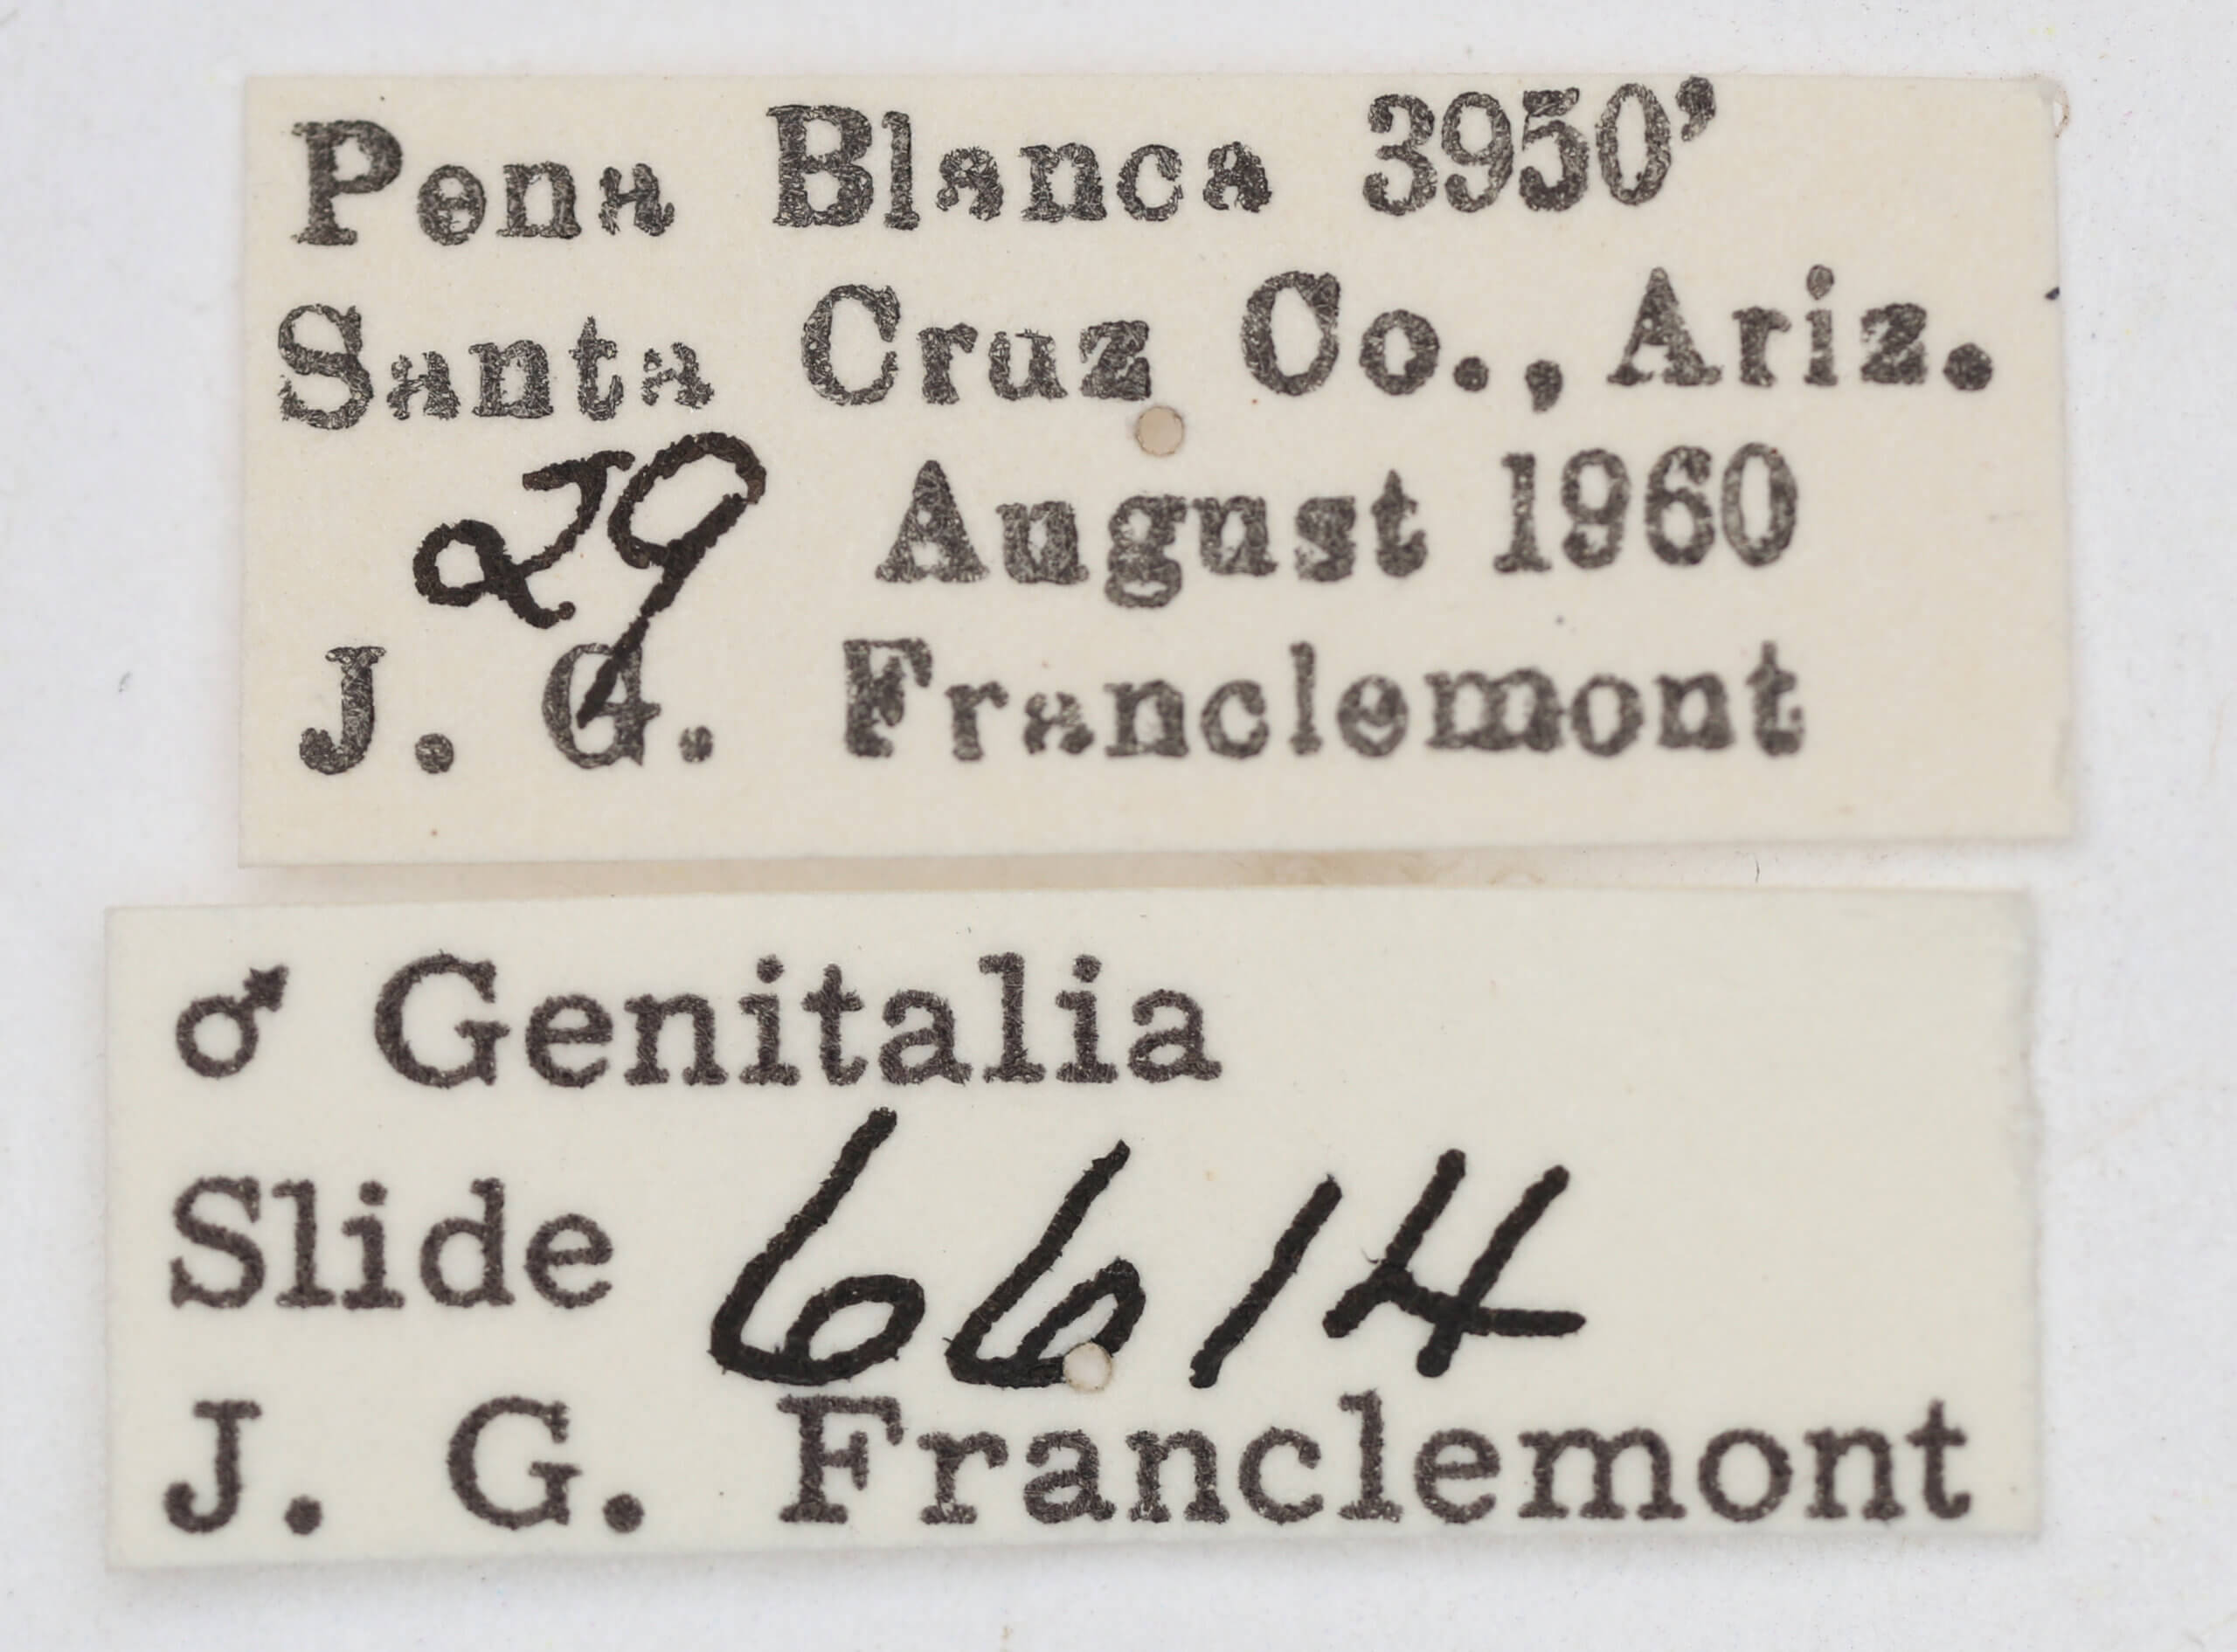 Pena Blanca 3950'
Santa Cruz Co., Ariz.
29 August 1960
J. G. Franclemont
♂ Genitalia
Slide 6614
J. G. Franclemont